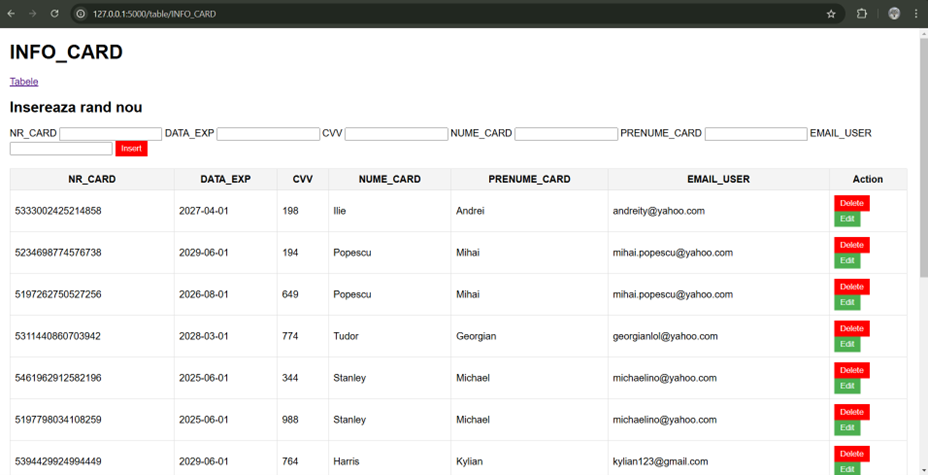 127.0.0.1:5000/table/INFO_CARD
INFO_CARD
Tabele
Insereaza rand nou
NR_CARD DATA_EXP CVV NUME_CARD PRENUME_CARD EMAIL_USER
Insert
NR_CARD DATA_EXP CVV NUME_CARD PRENUME_CARD EMAIL_USER Action
5333002425214858 2027-04-01 198 Ilie Andrei andreity@yahoo.com Delete
Edit
5234698774576738 2029-06-01 194 Popescu Mihai mihai.popescu@yahoo.com Delete
Edit
5197262750527256 2026-08-01 649 Popescu Mihai mihai.popescu@yahoo.com Delete
Edit
5311440860703942 2028-03-01 774 Tudor Georgian georgianlol@yahoo.com Delete
Edit
5461962912582196 2025-06-01 344 Stanley Michael michaelino@yahoo.com Delete
Edit
5197798034108259 2025-06-01 988 Stanley Michael michaelino@yahoo.com Delete
Edit
5394429924994449 2029-06-01 764 Harris Kylian kylian123@gmail.com Delete
Edit